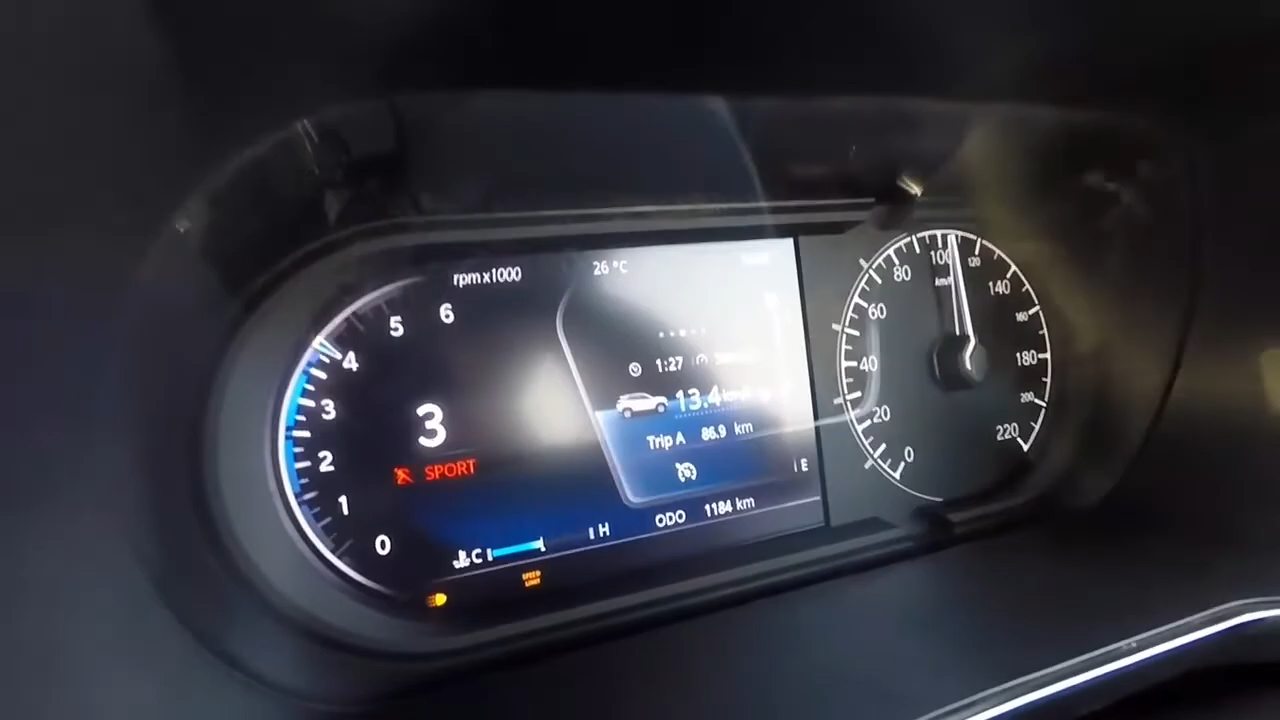 rpm x1000
26 °C
6
5
4
3
2
1
0
3
SPORT
1:27
13.4
Trip A 86.9 km
E
C
H
ODO 1184 km
SPEED LIMIT
0
20
40
60
80
100
120
140
160
180
200
220
km/h